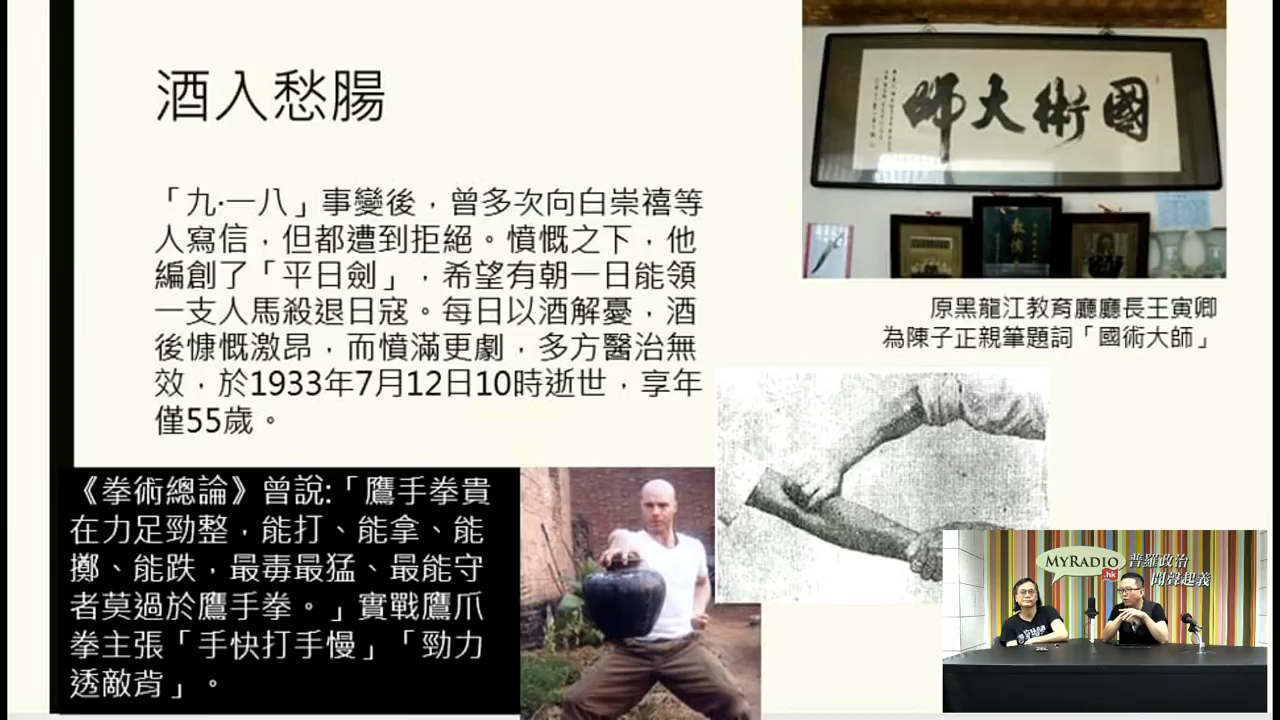 酒入愁腸
「九·一八」事變後，曾多次向白崇禧等
人寫信，但都遭到拒絕。憤慨之下，他
編創了「平日劍」，希望有朝一日能領
一支人馬殺退日寇。每日以酒解憂，酒
後慷慨激昂，而憤滿更劇，多方醫治無
效，於1933年7月12日10時逝世，享年
僅55歲。
國術大師
原黑龍江教育廳廳長王寅卿
為陳子正親筆題詞「國術大師」
《拳術總論》曾說:「鷹手拳貴
在力足勁整，能打、能拿、能
擲、能跌，最毒最猛、最能守
者莫過於鷹手拳。」實戰鷹爪
拳主張「手快打手慢」「勁力
透敵背」。
MYRADIO
.hk
普羅政治
聞聲起義